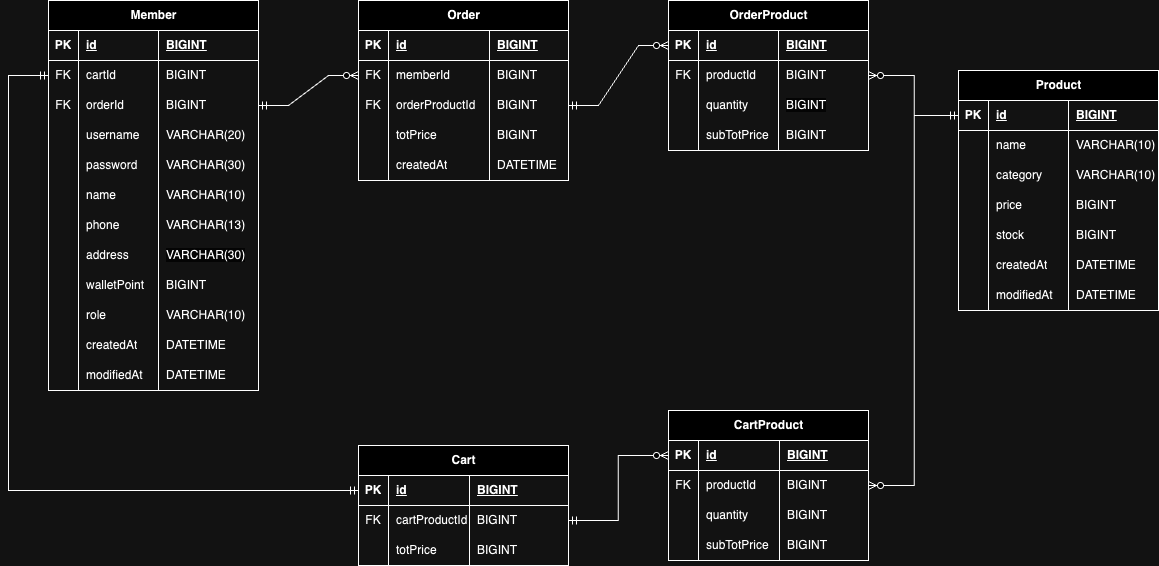 Member
PK id BIGINT
FK cartId BIGINT
FK orderId BIGINT
username VARCHAR(20)
password VARCHAR(30)
name VARCHAR(10)
phone VARCHAR(13)
address VARCHAR(30)
walletPoint BIGINT
role VARCHAR(10)
createdAt DATETIME
modifiedAt DATETIME
Order
PK id BIGINT
FK memberId BIGINT
FK orderProductId BIGINT
totPrice BIGINT
createdAt DATETIME
OrderProduct
PK id BIGINT
FK productId BIGINT
quantity BIGINT
subTotPrice BIGINT
Product
PK id BIGINT
name VARCHAR(10)
category VARCHAR(10)
price BIGINT
stock BIGINT
createdAt DATETIME
modifiedAt DATETIME
Cart
PK id BIGINT
FK cartProductId BIGINT
totPrice BIGINT
CartProduct
PK id BIGINT
FK productId BIGINT
quantity BIGINT
subTotPrice BIGINT